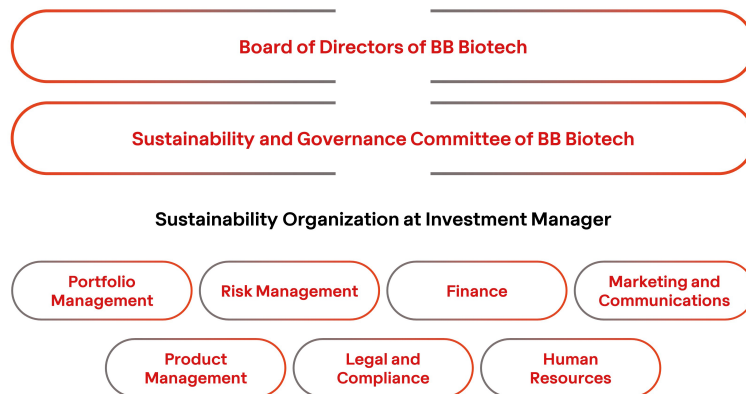 Board of Directors of BB Biotech
Sustainability and Governance Committee of BB Biotech
Sustainability Organization at Investment Manager
Portfolio
Management
Risk Management
Finance
Marketing and
Communications
Product
Management
Legal and
Compliance
Human
Resources